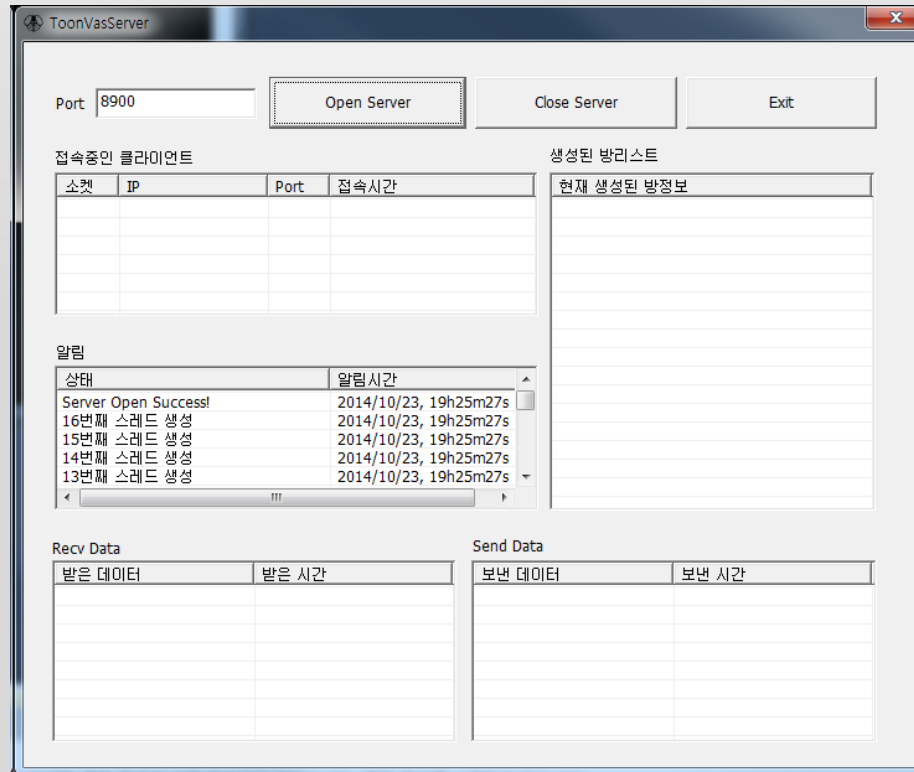 ToonVasServer
Port 8900 Open Server Close Server Exit
접속중인 클라이언트
소켓 IP Port 접속시간
생성된 방리스트
현재 생성된 방정보
알림
상태 알림시간
Server Open Success! 2014/10/23, 19h25m27s
16번째 스레드 생성 2014/10/23, 19h25m27s
15번째 스레드 생성 2014/10/23, 19h25m27s
14번째 스레드 생성 2014/10/23, 19h25m27s
13번째 스레드 생성 2014/10/23, 19h25m27s
Recv Data
받은 데이터 받은 시간
Send Data
보낸 데이터 보낸 시간